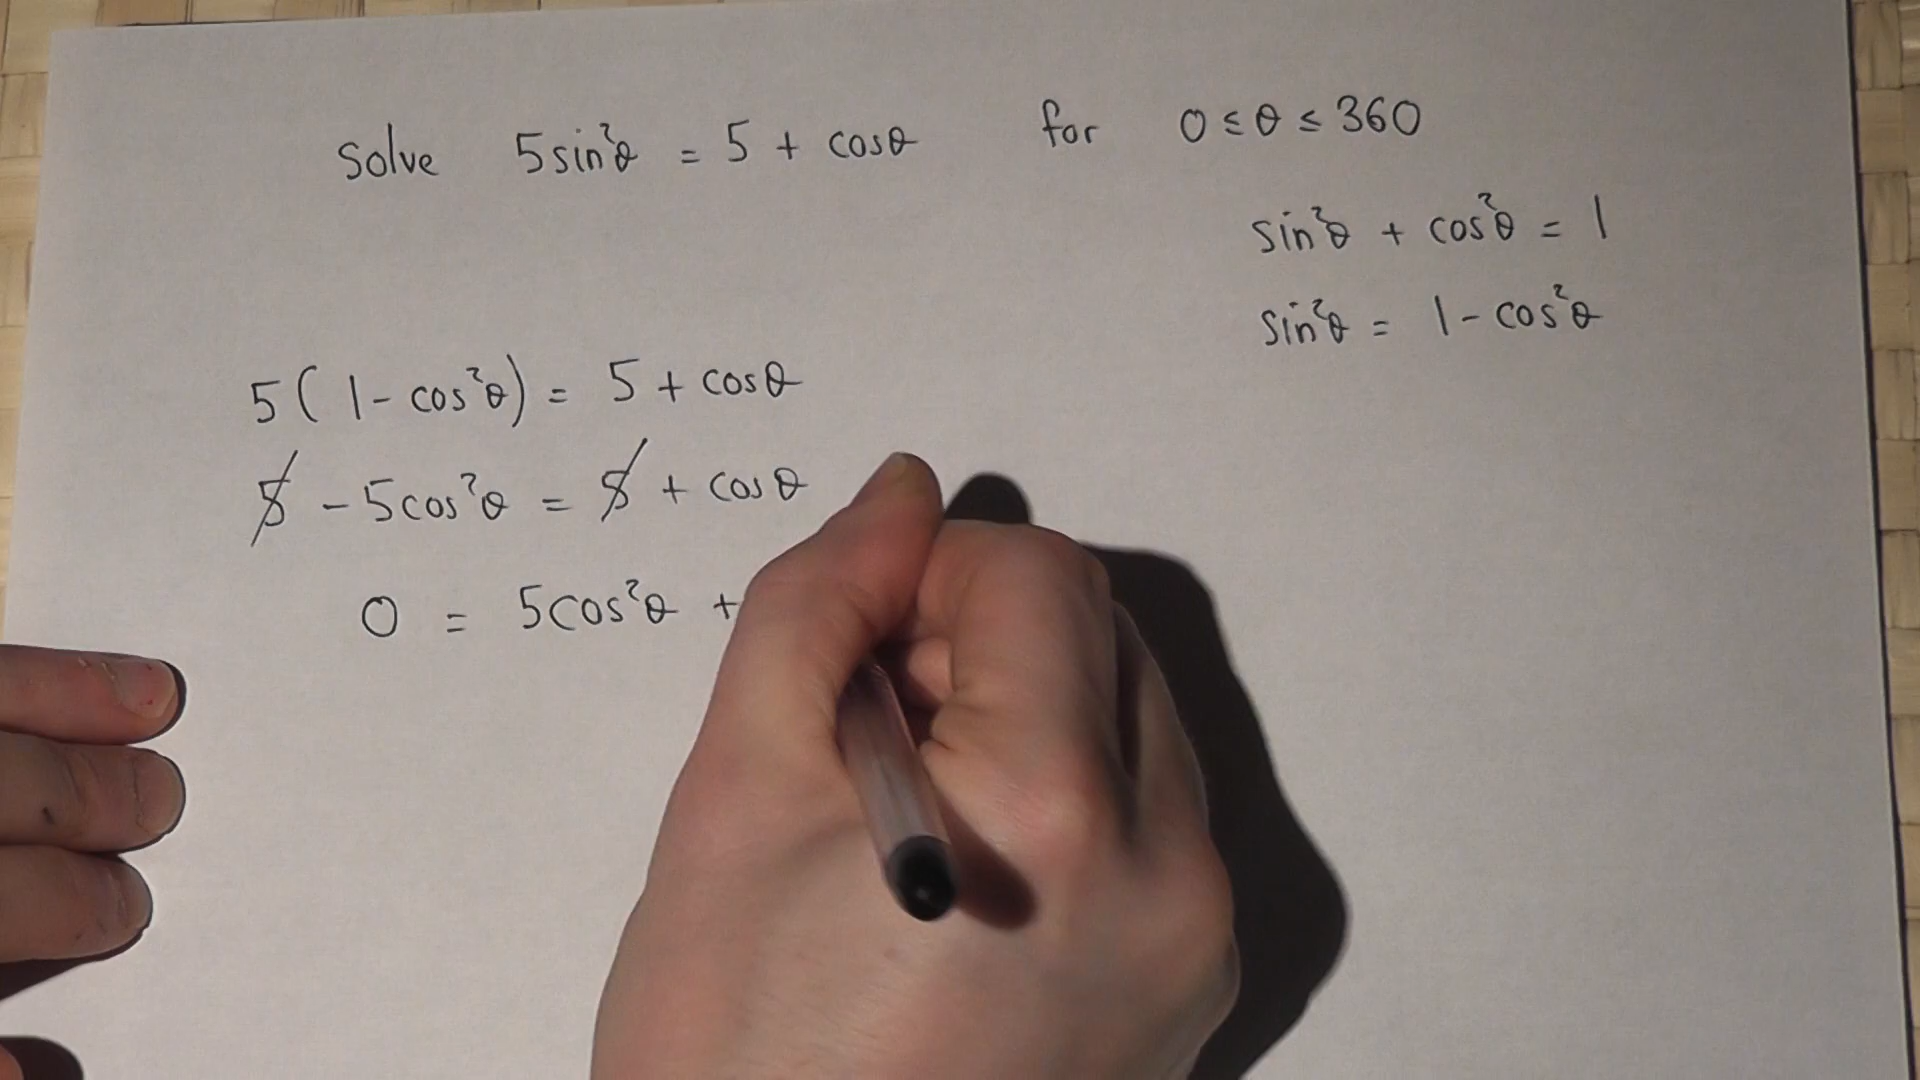 Solve 5sin²θ = 5 + cosθ for 0 ≤ θ ≤ 360
sin²θ + cos²θ = 1
sin²θ = 1 - cos²θ
5(1 - cos²θ) = 5 + cosθ
5 - 5cos²θ = 5 + cosθ
0 = 5cos²θ +